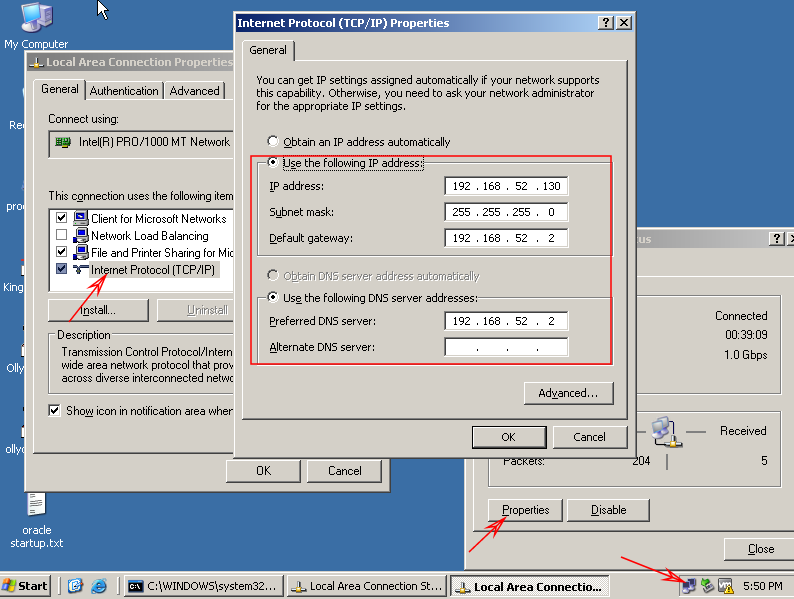 My Computer
Rec
proc
King
Olly
ollyd
oracle
startup.txt
Local Area Connection Properties
General
Authentication
Advanced
Connect using:
Intel(R) PRO/1000 MT Network
This connection uses the following item
Client for Microsoft Networks
Network Load Balancing
File and Printer Sharing for Mic
Internet Protocol (TCP/IP)
Install...
Uninstall
Description
Transmission Control Protocol/Intern
wide area network protocol that prov
across diverse interconnected netwo
Show icon in notification area when
OK
Cancel
Internet Protocol (TCP/IP) Properties
General
You can get IP settings assigned automatically if your network supports
this capability. Otherwise, you need to ask your network administrator
for the appropriate IP settings.
Obtain an IP address automatically
Use the following IP address:
IP address:
192 . 168 . 52 . 130
Subnet mask:
255 . 255 . 255 . 0
Default gateway:
192 . 168 . 52 . 2
Obtain DNS server address automatically
Use the following DNS server addresses:
Preferred DNS server:
192 . 168 . 52 . 2
Alternate DNS server:
. . .
Advanced...
OK
Cancel
tus
Connected
00:39:09
1.0 Gbps
Received
Packets:
204
5
Properties
Disable
Close
Start
C:\WINDOWS\system32...
Local Area Connection St...
Local Area Connectio...
5:50 PM